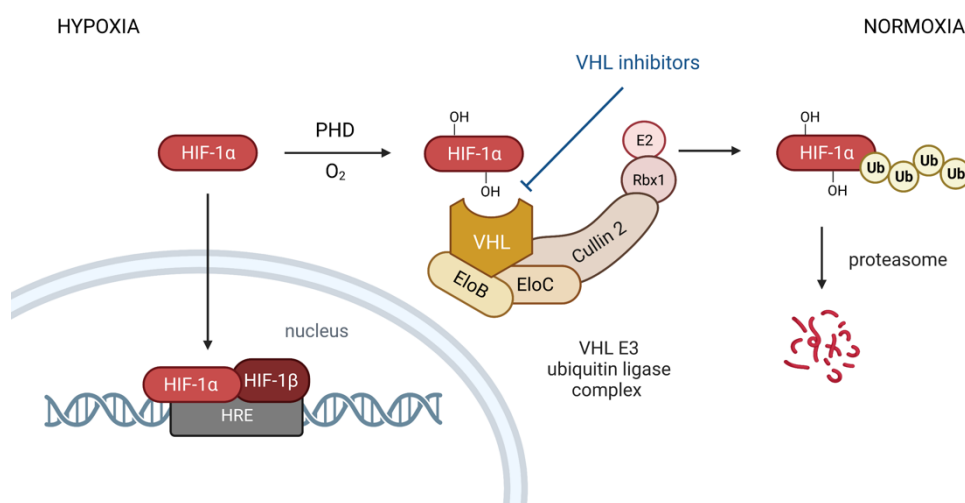 HYPOXIA
NORMOXIA
VHL inhibitors
HIF-1α
PHD
O₂
OH
HIF-1α
OH
E2
Rbx1
Cullin 2
VHL
EloB
EloC
OH
HIF-1α
OH
Ub
Ub
Ub
Ub
proteasome
nucleus
VHL E3
ubiquitin ligase
complex
HIF-1α
HIF-1β
HRE